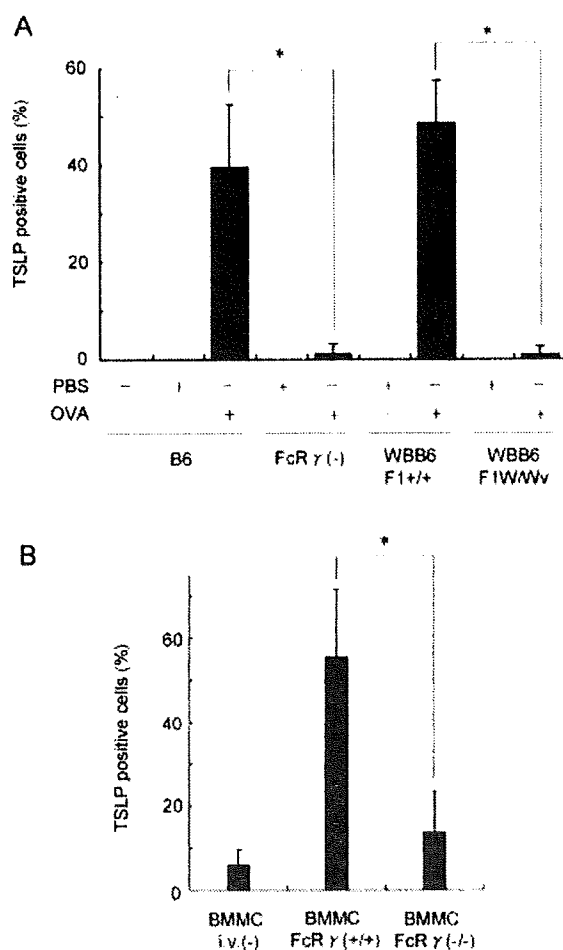 A
*
*
60
40
20
0
TSLP positive cells (%)
PBS − + − + − + − + −
OVA + + + +
B6 FcR γ (-) WBB6 F1+/+ WBB6 F1W/Wv
B
*
60
40
20
0
TSLP positive cells (%)
BMMC i.v.(-) BMMC FcR γ (+/+) BMMC FcR γ (-/-)